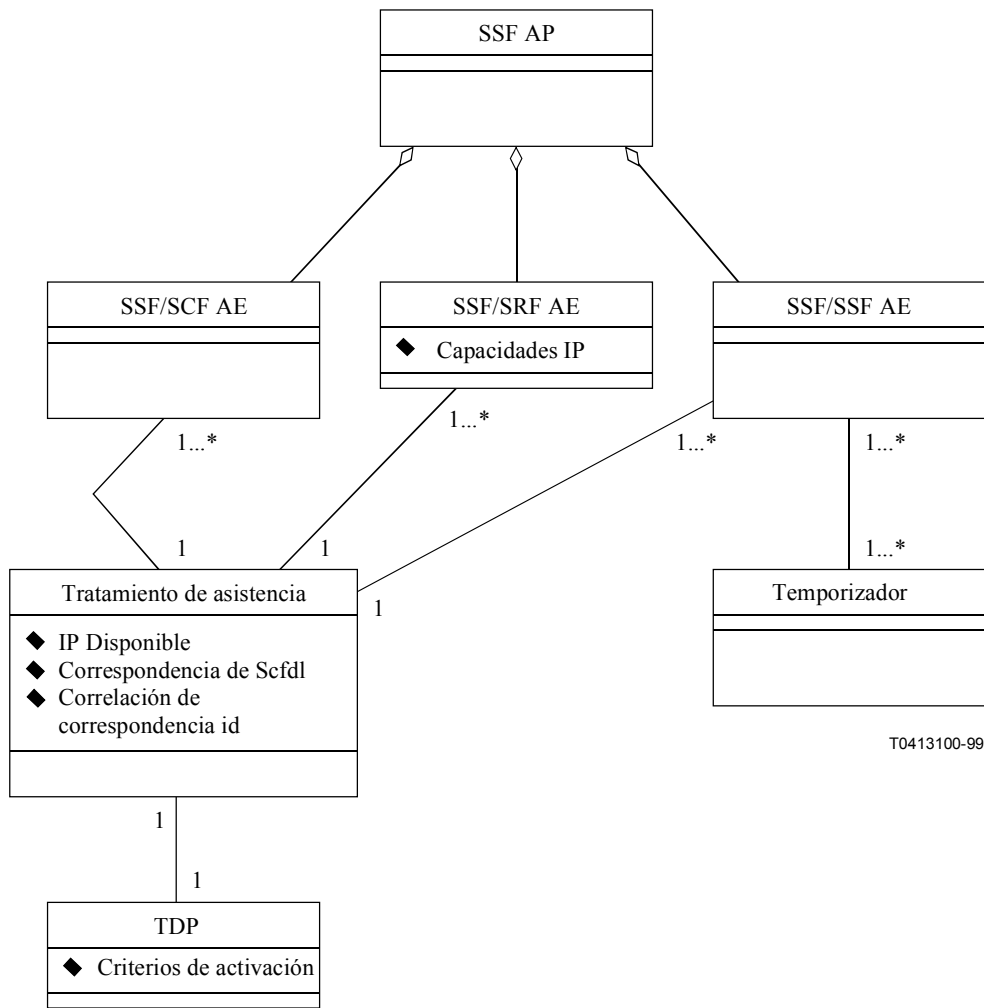 SSF AP
SSF/SCF AE
SSF/SRF AE
SSF/SSF AE
Capacidades IP
1...*
1...*
1...*
1...*
1
1
1
1...*
Tratamiento de asistencia
Temporizador
IP Disponible
Correspondencia de Scfdl
Correlación de
correspondencia id
T0413100-99
1
1
TDP
Criterios de activación